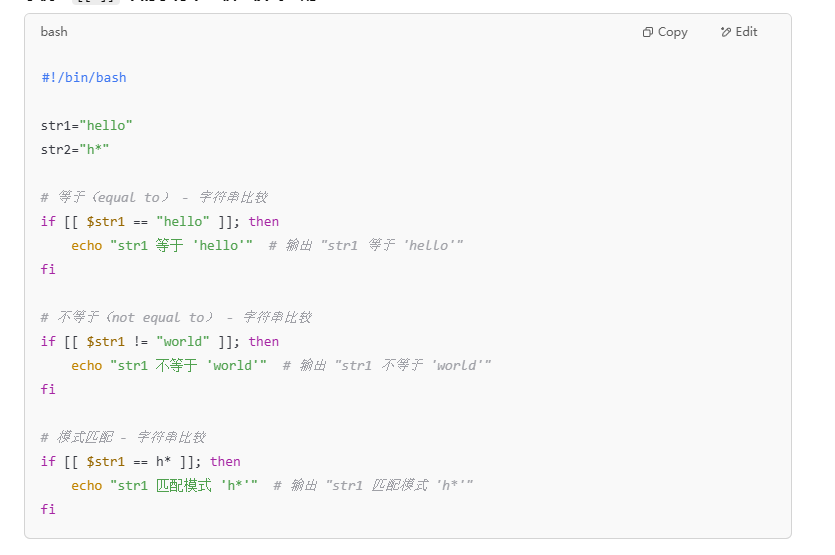 bash
Copy
Edit
#!/bin/bash
str1="hello"
str2="h*"
# 等于（equal to） - 字符串比较
if [[ $str1 == "hello" ]]; then
    echo "str1 等于 'hello'"  # 输出 "str1 等于 'hello'"
fi
# 不等于（not equal to） - 字符串比较
if [[ $str1 != "world" ]]; then
    echo "str1 不等于 'world'"  # 输出 "str1 不等于 'world'"
fi
# 模式匹配 - 字符串比较
if [[ $str1 == h* ]]; then
    echo "str1 匹配模式 'h*'"  # 输出 "str1 匹配模式 'h*'"
fi